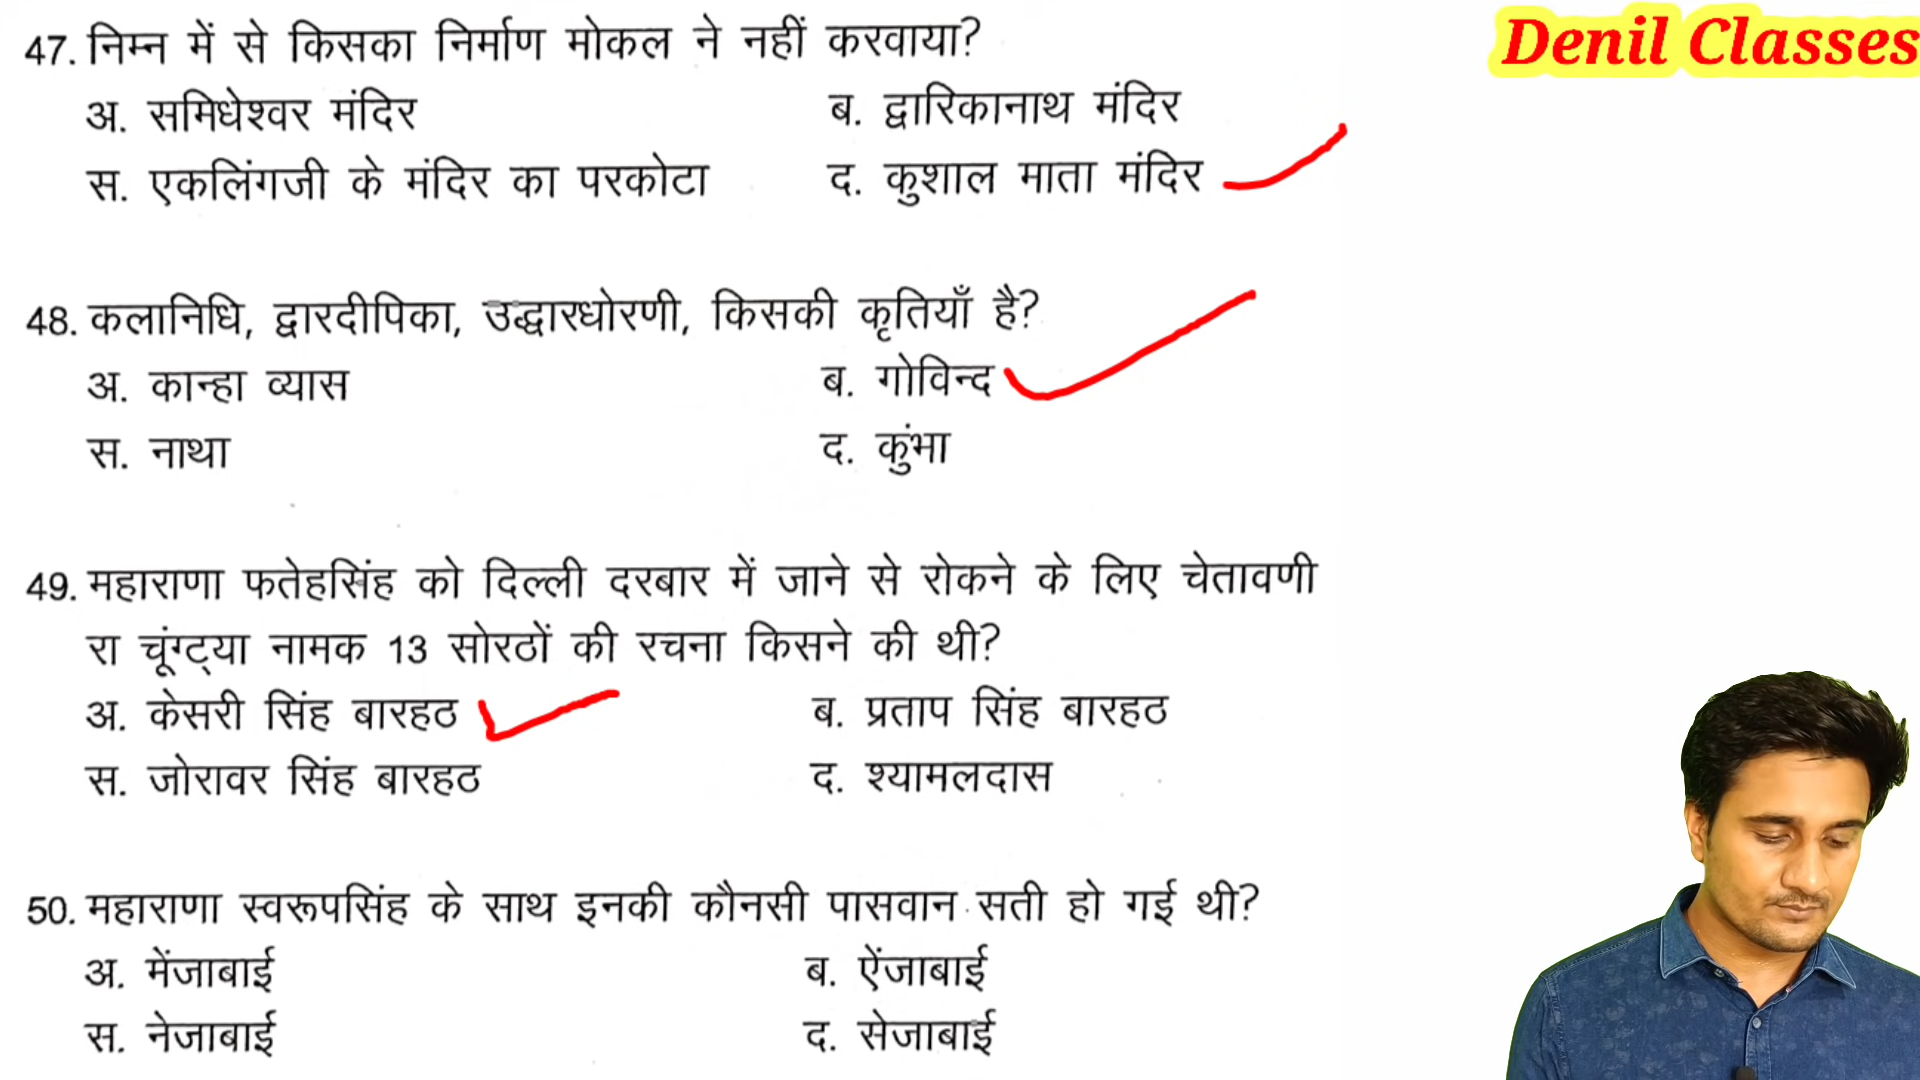 Denil Classes
47. निम्न में से किसका निर्माण मोकल ने नहीं करवाया?
अ. समिधेश्वर मंदिर ब. द्वारिकानाथ मंदिर
स. एकलिंगजी के मंदिर का परकोटा द. कुशाल माता मंदिर
48. कलानिधि, द्वारदीपिका, उद्धारधोरणी, किसकी कृतियाँ है?
अ. कान्हा व्यास ब. गोविन्द
स. नाथा द. कुंभा
49. महाराणा फतेहसिंह को दिल्ली दरबार में जाने से रोकने के लिए चेतावणी
रा चूंग्ट्या नामक 13 सोरठों की रचना किसने की थी?
अ. केसरी सिंह बारहठ ब. प्रताप सिंह बारहठ
स. जोरावर सिंह बारहठ द. श्यामलदास
50. महाराणा स्वरूपसिंह के साथ इनकी कौनसी पासवान सती हो गई थी?
अ. मेंजाबाई ब. ऐंजाबाई
स. नेजाबाई द. सेजाबाई